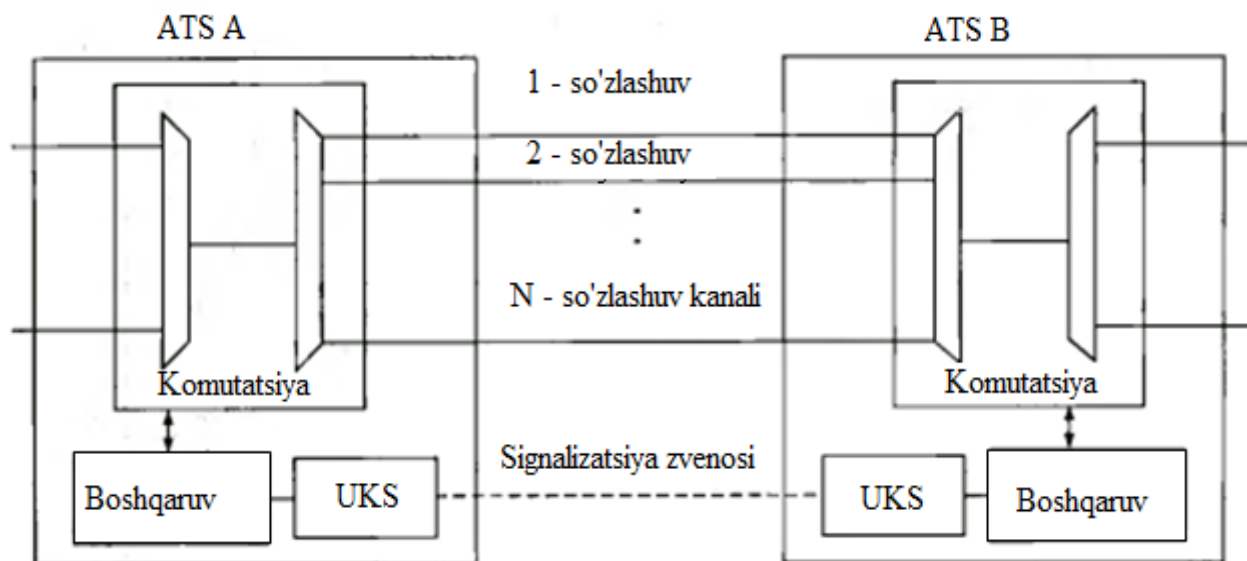 ATS A
ATS B
1 - so'zlashuv
2 - so'zlashuv
N - so'zlashuv kanali
Komutatsiya
Komutatsiya
Signalizatsiya zvenosi
Boshqaruv
UKS
UKS
Boshqaruv